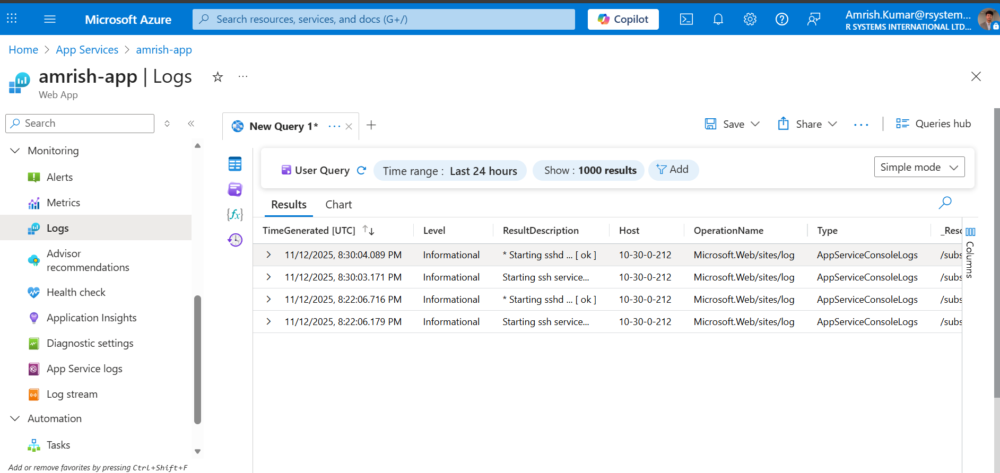 Microsoft Azure
Search resources, services, and docs (G+/)
Copilot
Amrish.Kumar@rsystem...
R SYSTEMS INTERNATIONAL LTD...
Home > App Services > amrish-app
amrish-app | Logs
Web App
Search
Monitoring
Alerts
Metrics
Logs
Advisor
recommendations
Health check
Application Insights
Diagnostic settings
App Service logs
Log stream
Automation
Tasks
Add or remove favorites by pressing Ctrl+Shift+F
New Query 1*
Save
Share
Queries hub
User Query
Time range : Last 24 hours
Show : 1000 results
Add
Simple mode
Results Chart
TimeGenerated [UTC] Level ResultDescription Host OperationName Type _Resc
11/12/2025, 8:30:04.089 PM Informational * Starting sshd ... [ ok ] 10-30-0-212 Microsoft.Web/sites/log AppServiceConsoleLogs /subs
11/12/2025, 8:30:03.171 PM Informational Starting ssh service... 10-30-0-212 Microsoft.Web/sites/log AppServiceConsoleLogs /subs
11/12/2025, 8:22:06.716 PM Informational * Starting sshd ... [ ok ] 10-30-0-212 Microsoft.Web/sites/log AppServiceConsoleLogs /subs
11/12/2025, 8:22:06.179 PM Informational Starting ssh service... 10-30-0-212 Microsoft.Web/sites/log AppServiceConsoleLogs /subs
Columns